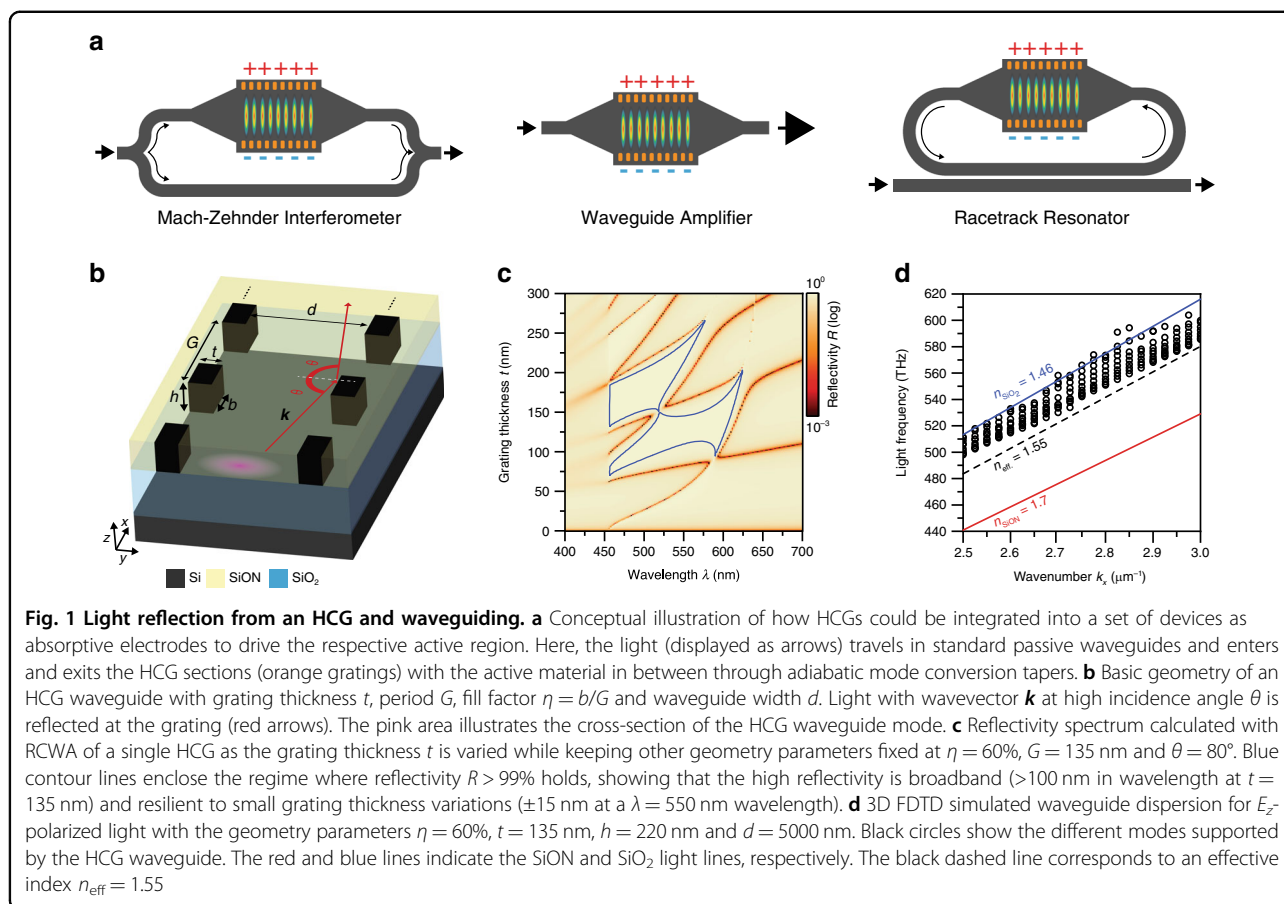 a
+++++
+++++
+++++
– – – – –
– – – – –
– – – – –
Mach-Zehnder Interferometer
Waveguide Amplifier
Racetrack Resonator
b
d
G
t
h
b
θ
θ
k
z
x
y
Si
SiON
SiO2
c
300
250
200
150
100
50
0
Grating thickness t (nm)
400
450
500
550
600
650
700
Wavelength λ (nm)
10^0
10^-3
Reflectivity R (log)
d
620
600
580
560
540
520
500
480
460
440
Light frequency (THz)
nSiO2 = 1.46
neff. = 1.55
nSiON = 1.7
2.5
2.6
2.7
2.8
2.9
3.0
Wavenumber kx (μm−1)
Fig. 1 Light reflection from an HCG and waveguiding. a Conceptual illustration of how HCGs could be integrated into a set of devices as
absorptive electrodes to drive the respective active region. Here, the light (displayed as arrows) travels in standard passive waveguides and enters
and exits the HCG sections (orange gratings) with the active material in between through adiabatic mode conversion tapers. b Basic geometry of an
HCG waveguide with grating thickness t, period G, fill factor η = b/G and waveguide width d. Light with wavevector k at high incidence angle θ is
reflected at the grating (red arrows). The pink area illustrates the cross-section of the HCG waveguide mode. c Reflectivity spectrum calculated with
RCWA of a single HCG as the grating thickness t is varied while keeping other geometry parameters fixed at η = 60%, G = 135 nm and θ = 80°. Blue
contour lines enclose the regime where reflectivity R > 99% holds, showing that the high reflectivity is broadband (>100 nm in wavelength at t =
135 nm) and resilient to small grating thickness variations (±15 nm at a λ = 550 nm wavelength). d 3D FDTD simulated waveguide dispersion for Ez-
polarized light with the geometry parameters η = 60%, t = 135 nm, h = 220 nm and d = 5000 nm. Black circles show the different modes supported
by the HCG waveguide. The red and blue lines indicate the SiON and SiO2 light lines, respectively. The black dashed line corresponds to an effective
index neff = 1.55